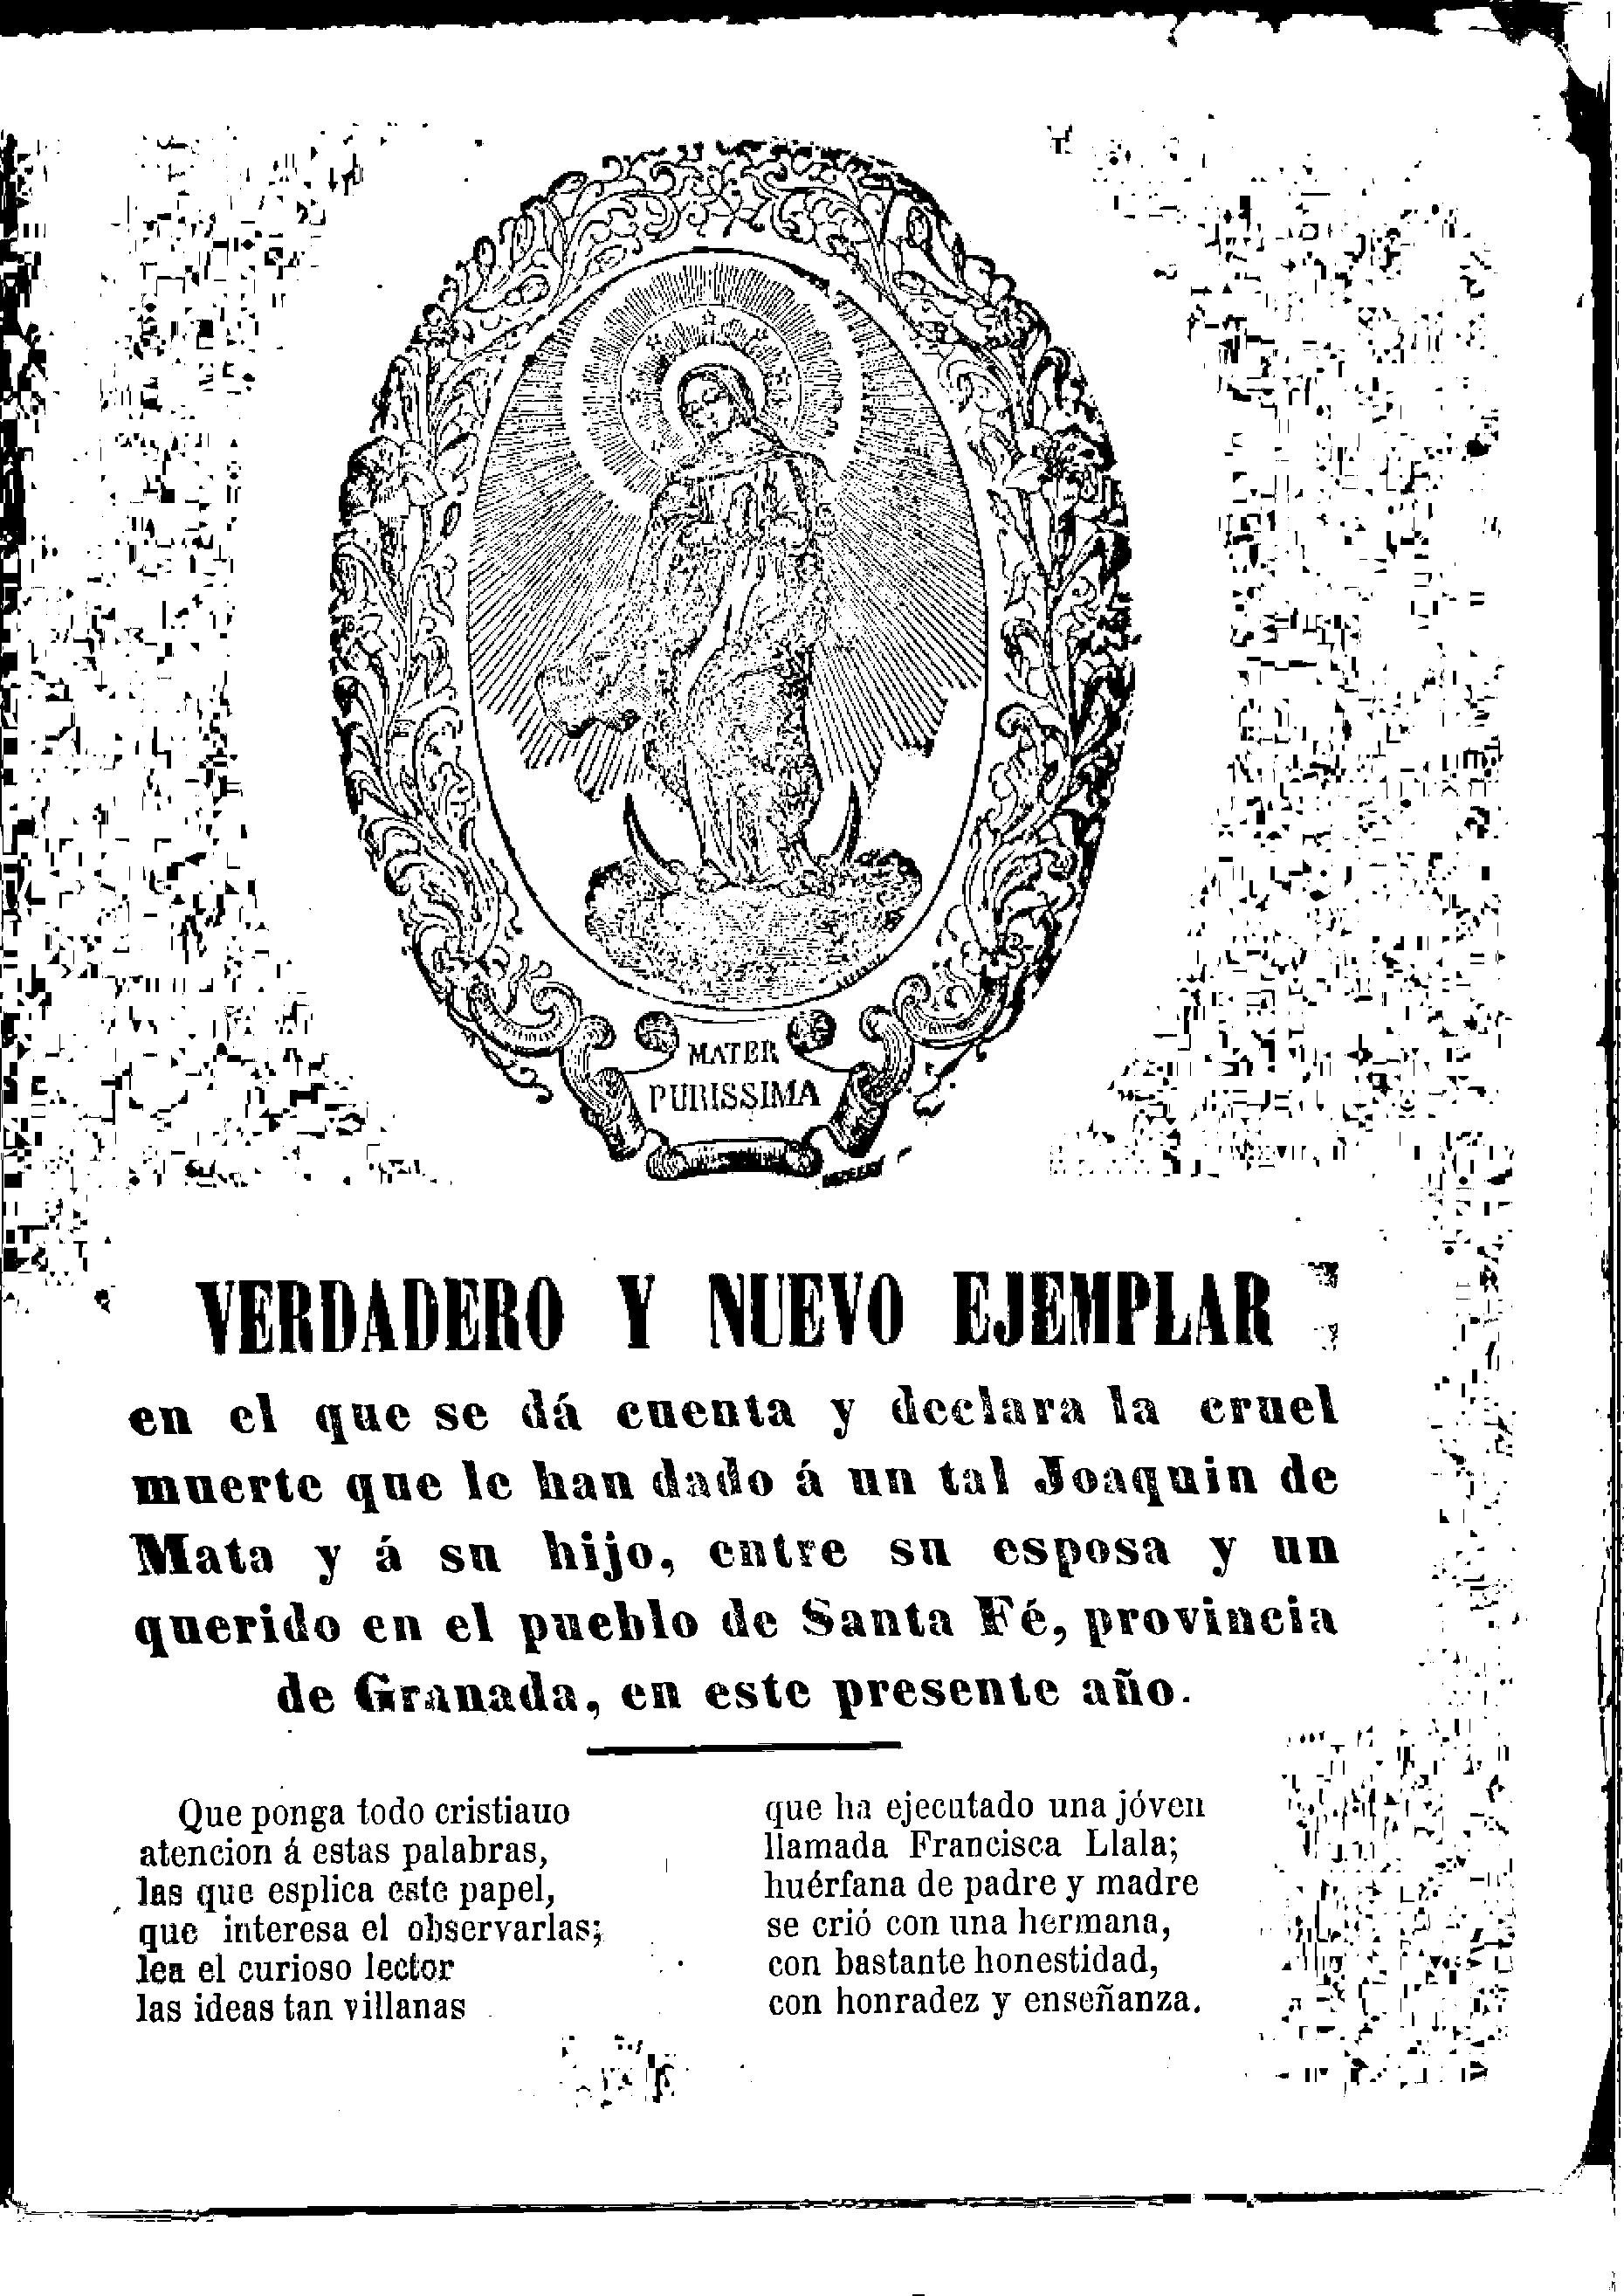 MATER
PURISSIMA
VERDADERO Y NUEVO EJEMPLAR
en el que se dá cuenta y declara la cruel
muerte que le han dado á un tal Joaquin de
Mata y á su hijo, entre su esposa y un
querido en el pueblo de Santa Fé, provincia
de Granada, en este presente año.
Que ponga todo cristiano
atencion á estas palabras,
las que esplica este papel,
que interesa el observarlas;
lea el curioso lector
las ideas tan villanas
que ha ejecutado una jóven
llamada Francisca Llala;
huérfana de padre y madre
se crió con una hermana,
con bastante honestidad,
con honradez y enseñanza.